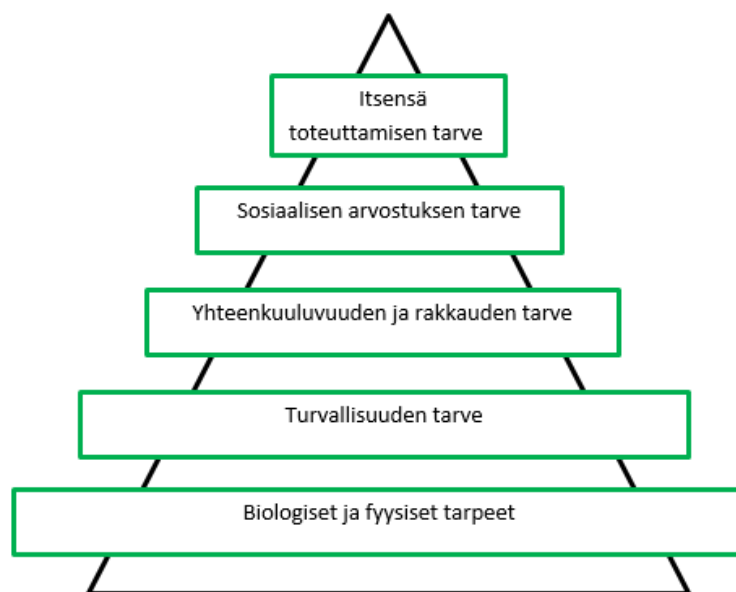 Itsensä
toteuttamisen tarve
Sosiaalisen arvostuksen tarve
Yhteenkuuluvuuden ja rakkauden tarve
Turvallisuuden tarve
Biologiset ja fyysiset tarpeet